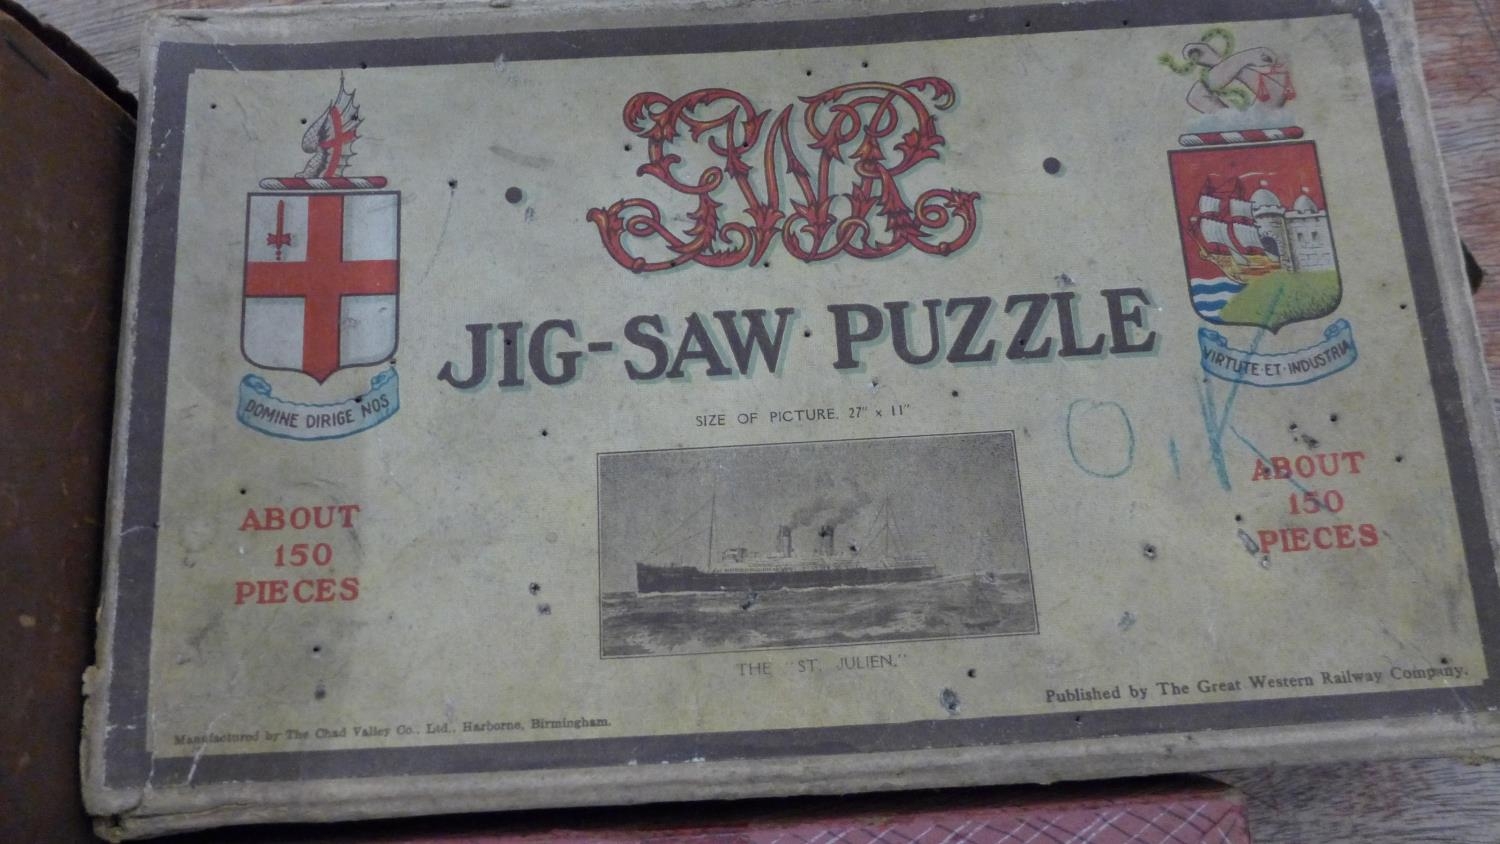 GWR
JIG-SAW PUZZLE
DOMINE DIRIGE NOS
VIRTUTE·ET·INDUSTRIA
SIZE OF PICTURE, 27" x 11"
O.K
ABOUT
150
PIECES
ABOUT
150
PIECES
THE "ST. JULIEN."
Published by The Great Western Railway Company.
Manufactured by The Chad Valley Co., Ltd., Harborne, Birmingham.